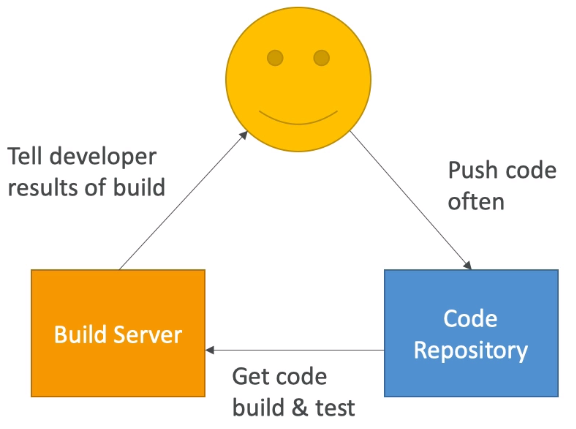 Tell developer
results of build
Push code
often
Build Server
Code
Repository
Get code
build & test